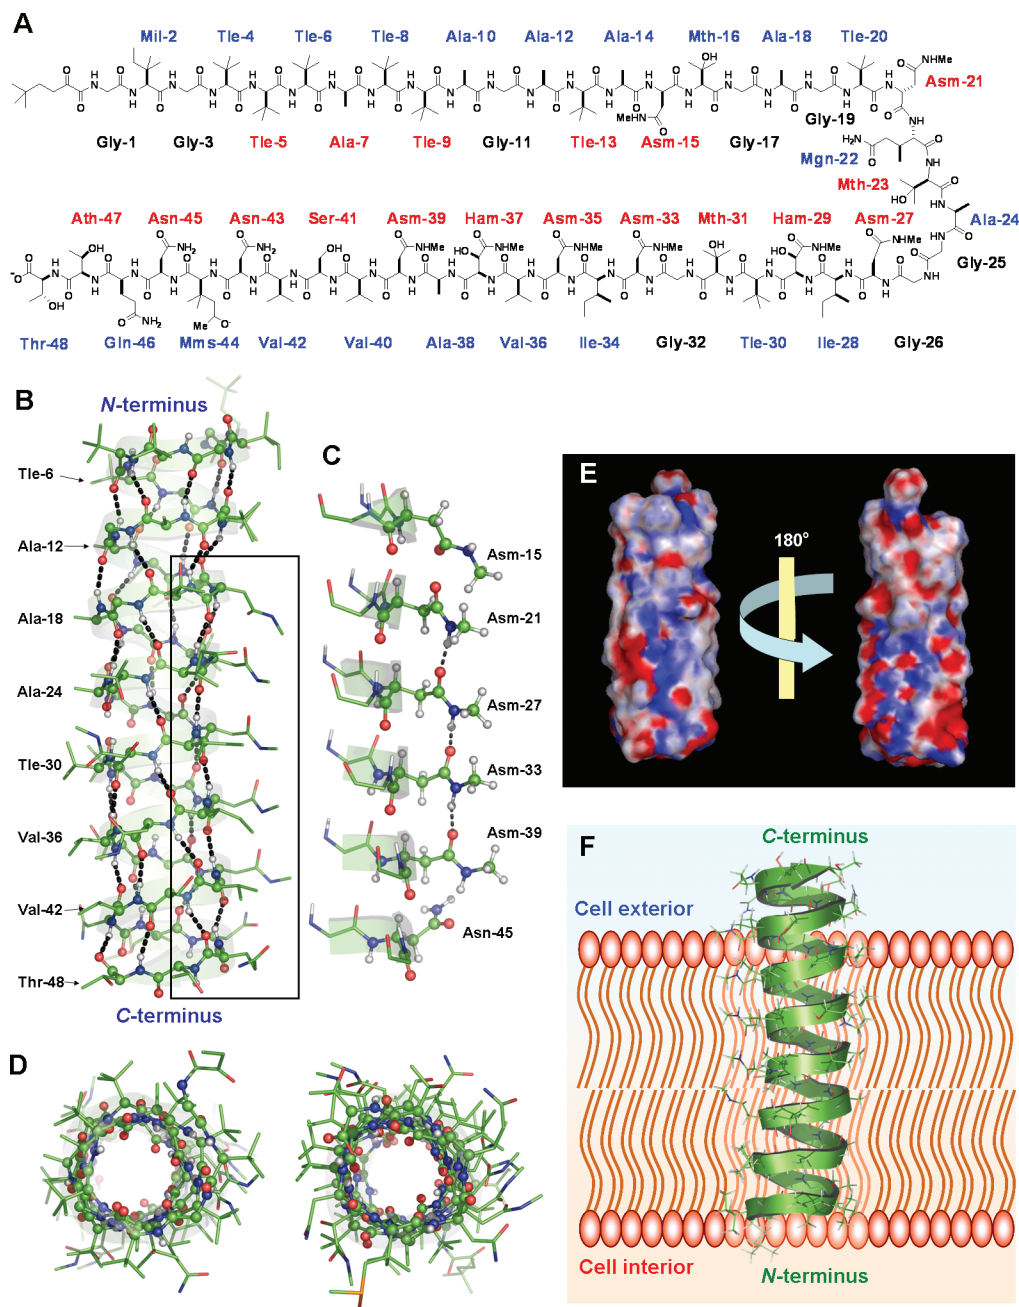 A
Mil-2 Tle-4 Tle-6 Tle-8 Ala-10 Ala-12 Ala-14 Mth-16 Ala-18 Tle-20
Gly-1 Gly-3 Tle-5 Ala-7 Tle-9 Gly-11 Tle-13 Asm-15 Gly-17 Gly-19 Asm-21
Mgn-22
Mth-23
Ala-24
Gly-25
Ath-47 Asn-45 Asn-43 Ser-41 Asm-39 Ham-37 Asm-35 Asm-33 Mth-31 Ham-29 Asm-27
Thr-48 Gln-46 Mms-44 Val-42 Val-40 Ala-38 Val-36 Ile-34 Gly-32 Tle-30 Ile-28 Gly-26
B
N-terminus
Tle-6
Ala-12
Ala-18
Ala-24
Tle-30
Val-36
Val-42
Thr-48
C-terminus
C
Asm-15
Asm-21
Asm-27
Asm-33
Asm-39
Asn-45
D
E
180°
F
C-terminus
Cell exterior
Cell interior
N-terminus